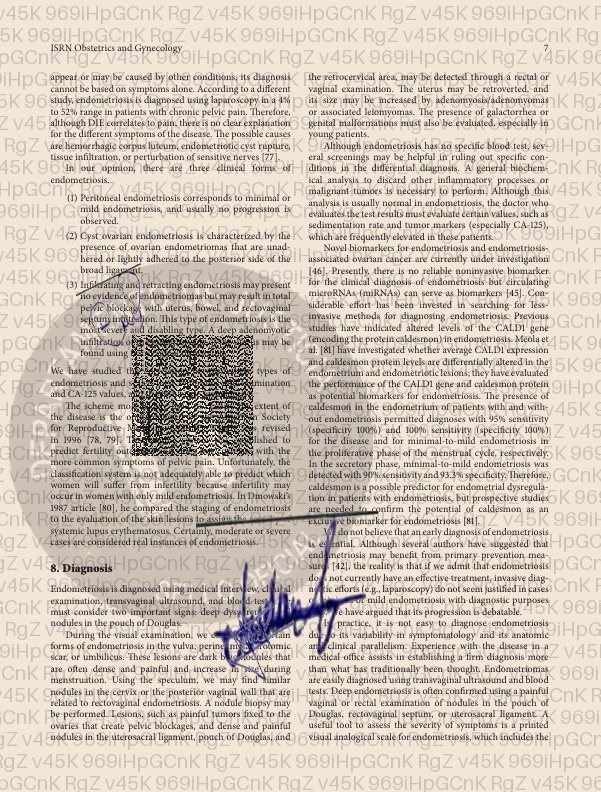 ISRN Obstetrics and Gynecology 7
appear or may be caused by other conditions, its diagnosis
cannot be based on symptoms alone. According to a different
study, endometriosis is diagnosed using laparoscopy in a 4%
to 52% range in patients with chronic pelvic pain. Therefore,
although DIE correlates to pain, there is no clear explanation
for the different symptoms of the disease. The possible causes
are hemorrhagic corpus luteum, endometriotic cyst rupture,
tissue infiltration, or perturbation of sensitive nerves [77].
In our opinion, there are three clinical forms of
endometriosis.
(1) Peritoneal endometriosis corresponds to minimal or
mild endometriosis, and usually no progression is
observed.
(2) Cyst ovarian endometriosis is characterized by the
presence of ovarian endometriomas that are unad-
hered or lightly adhered to the posterior side of the
broad ligament.
(3) Infiltrating and retracting endometriosis may present
no evidence of endometriomas but may result in total
pelvic blockage with uterus, bowel, and rectovaginal
septum infiltration. This type of endometriosis is the
most severe and disabling type. A deep adenomyotic
infiltrating may be
found using
We have studied the types of
endometriosis and examination
and CA-125 values,
The scheme extent of
the disease is the Society
for Reproductive revised
in 1996 [78, 79]. established to
predict fertility with the
more common symptoms of pelvic pain. Unfortunately, the
classification system is not adequately able to predict which
women will suffer from infertility because infertility may
occur in women with only mild endometriosis. In Dmowski's
1987 article [80], he compared the staging of endometriosis
to the evaluation of the skin lesions to assign the
systemic lupus erythematosus. Certainly, moderate or severe
cases are considered real instances of endometriosis.
8. Diagnosis
Endometriosis is diagnosed using medical interview, clinical
examination, transvaginal ultrasound, and blood tests. We
must consider two important signs: deep dyspareunia and
nodules in the pouch of Douglas.
During the visual examination, we can certain
forms of endometriosis in the vulva, perineum
scar, or umbilicus. These lesions are dark nodules that
are often dense and painful and increase in size during
menstruation. Using the speculum, we may find similar
nodules in the cervix or the posterior vaginal wall that are
related to rectovaginal endometriosis. A nodule biopsy may
be performed. Lesions, such as painful tumors fixed to the
ovaries that create pelvic blockages, and dense and painful
nodules in the uterosacral ligament, pouch of Douglas, and
the retrocervical area, may be detected through a rectal or
vaginal examination. The uterus may be retroverted, and
its size may be increased by adenomyosis/adenomyomas
or associated leiomyomas. The presence of galactorrhea or
genital malformations must also be evaluated, especially in
young patients.
Although endometriosis has no specific blood test, sev-
eral screenings may be helpful in ruling out specific con-
ditions in the differential diagnosis. A general biochem-
ical analysis to discard other inflammatory processes or
malignant tumors is necessary to perform. Although this
analysis is usually normal in endometriosis, the doctor who
evaluates the test results must evaluate certain values, such as
sedimentation rate and tumor markers (especially CA-125),
which are frequently elevated in these patients.
Novel biomarkers for endometriosis and endometriosis-
associated ovarian cancer are currently under investigation
[46]. Presently, there is no reliable noninvasive biomarker
for the clinical diagnosis of endometriosis but circulating
microRNAs (miRNAs) can serve as biomarkers [45]. Con-
siderable effort has been invested in searching for less-
invasive methods for diagnosing endometriosis. Previous
studies have indicated altered levels of the CALD1 gene
(encoding the protein caldesmon) in endometriosis. Meola et
al. [81] have investigated whether average CALD1 expression
and caldesmon protein levels are differentially altered in the
endometrium and endometriotic lesions; they have evaluated
the performance of the CALD1 gene and caldesmon protein
as potential biomarkers for endometriosis. The presence of
caldesmon in the endometrium of patients with and with-
out endometriosis permitted diagnoses with 95% sensitivity
(specificity 100%) and 100% sensitivity (specificity 100%)
for the disease and for minimal-to-mild endometriosis in
the proliferative phase of the menstrual cycle, respectively.
In the secretory phase, minimal-to-mild endometriosis was
detected with 90% sensitivity and 93.3% specificity. Therefore,
caldesmon is a possible predictor for endometrial dysregula-
tion in patients with endometriosis, but prospective studies
are needed to confirm the potential of caldesmon as an
exclusive biomarker for endometriosis [81].
do not believe that an early diagnosis of endometriosis
is essential. Although several authors have suggested that
endometriosis may benefit from primary prevention mea-
sures [42], the reality is that if we admit that endometriosis
does not currently have an effective treatment, invasive diag-
nostic efforts (e.g., laparoscopy) do not seem justified in cases
mild endometriosis with diagnostic purposes
have argued that its progression is debatable.
practice, it is not easy to diagnose endometriosis
due to its variability in symptomatology and its anatomic
and clinical parallelism. Experience with the disease in a
medical office assists in establishing a firm diagnosis more
than what has traditionally been thought. Endometriomas
are easily diagnosed using transvaginal ultrasound and blood
tests. Deep endometriosis is often confirmed using a painful
vaginal or rectal examination of nodules in the pouch of
Douglas, rectovaginal septum, or uterosacral ligament. A
useful tool to assess the severity of symptoms is a printed
visual analogical scale for endometriosis, which includes the